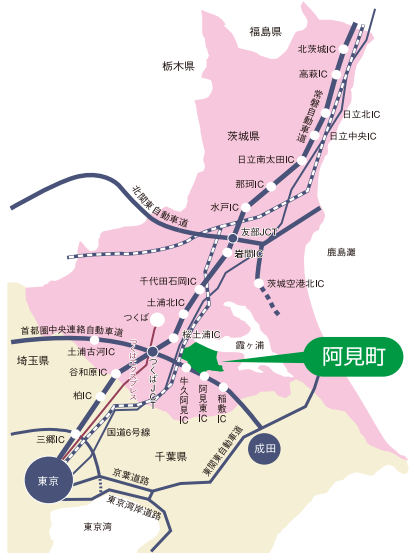 福島県
栃木県
北茨城IC
高萩IC
常磐自動車道
日立北IC
日立中央IC
茨城県
日立南太田IC
那珂IC
水戸IC
北関東自動車道
友部JCT
岩間IC
鹿島灘
千代田石岡IC
茨城空港北IC
土浦北IC
つくば
首都圏中央連絡自動車道
桜土浦IC
霞ヶ浦
阿見町
埼玉県
土浦古河IC
つくばエクスプレス
つくばJCT
谷和原IC
牛久阿見IC
阿見東IC
稲敷IC
柏IC
三郷IC
国道6号線
千葉県
成田
東関東自動車道
東京
京葉道路
東京湾岸道路
東京湾